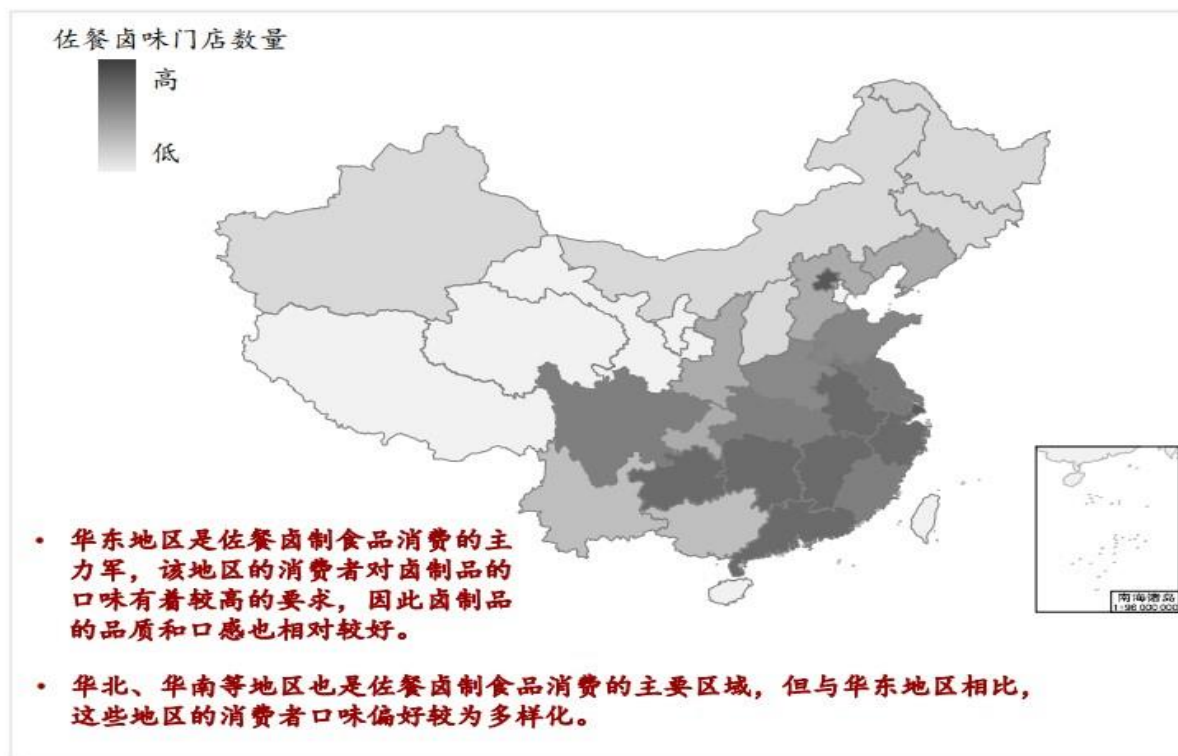 佐餐卤味门店数量
高
低
• 华东地区是佐餐卤制食品消费的主
力军，该地区的消费者对卤制品的
口味有着较高的要求，因此卤制品
的品质和口感也相对较好。
南海诸岛
1:98 000 000
• 华北、华南等地区也是佐餐卤制食品消费的主要区域，但与华东地区相比，
这些地区的消费者口味偏好较为多样化。